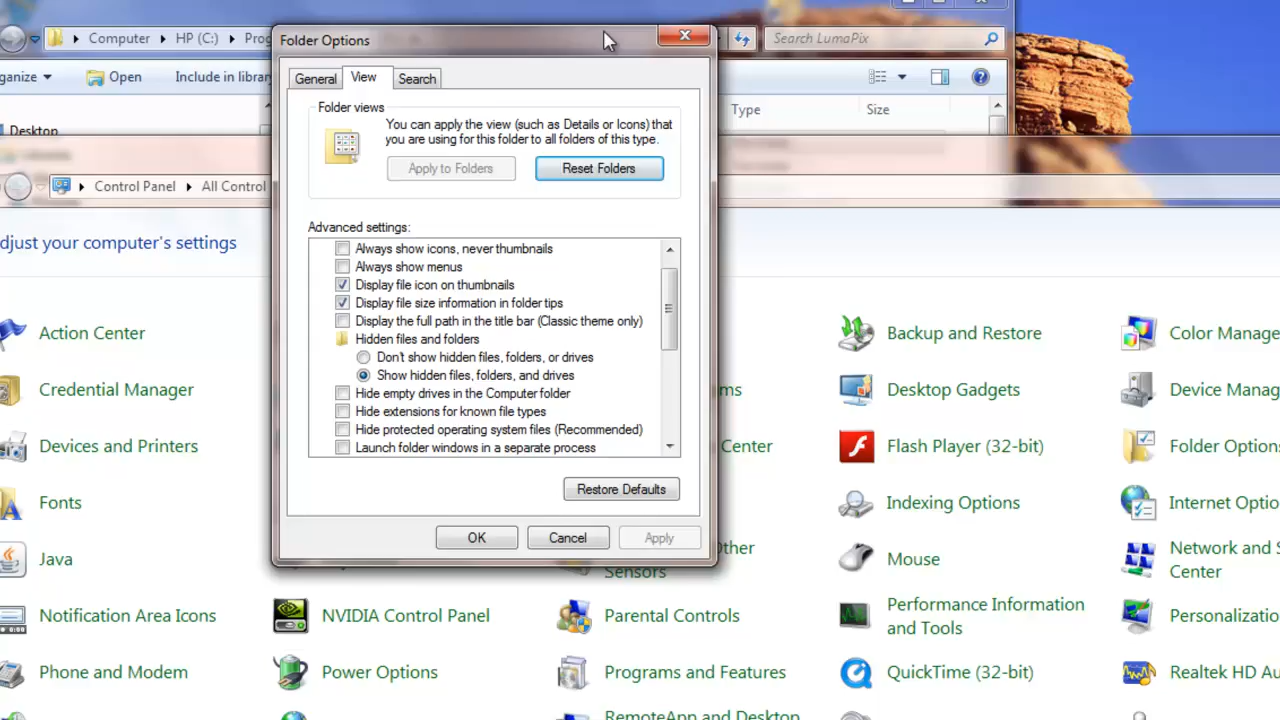 Computer
HP (C:)
Prog
Search LumaPix
ganize
Open
Include in librar
Type
Size
Desktop
Control Panel
All Control
djust your computer's settings
Folder Options
General
View
Search
Folder views
You can apply the view (such as Details or Icons) that
you are using for this folder to all folders of this type.
Apply to Folders
Reset Folders
Advanced settings:
Always show icons, never thumbnails
Always show menus
Display file icon on thumbnails
Display file size information in folder tips
Display the full path in the title bar (Classic theme only)
Hidden files and folders
Don't show hidden files, folders, or drives
Show hidden files, folders, and drives
Hide empty drives in the Computer folder
Hide extensions for known file types
Hide protected operating system files (Recommended)
Launch folder windows in a separate process
Restore Defaults
OK
Cancel
Apply
Action Center
Backup and Restore
Color Manage
Credential Manager
ms
Desktop Gadgets
Device Manag
Devices and Printers
Center
Flash Player (32-bit)
Folder Options
Fonts
Indexing Options
Internet Optio
Java
Other
Sensors
Mouse
Network and S
Center
Notification Area Icons
NVIDIA Control Panel
Parental Controls
Performance Information
and Tools
Personalizatio
Phone and Modem
Power Options
Programs and Features
QuickTime (32-bit)
Realtek HD Au
RemoteApp and Desktop